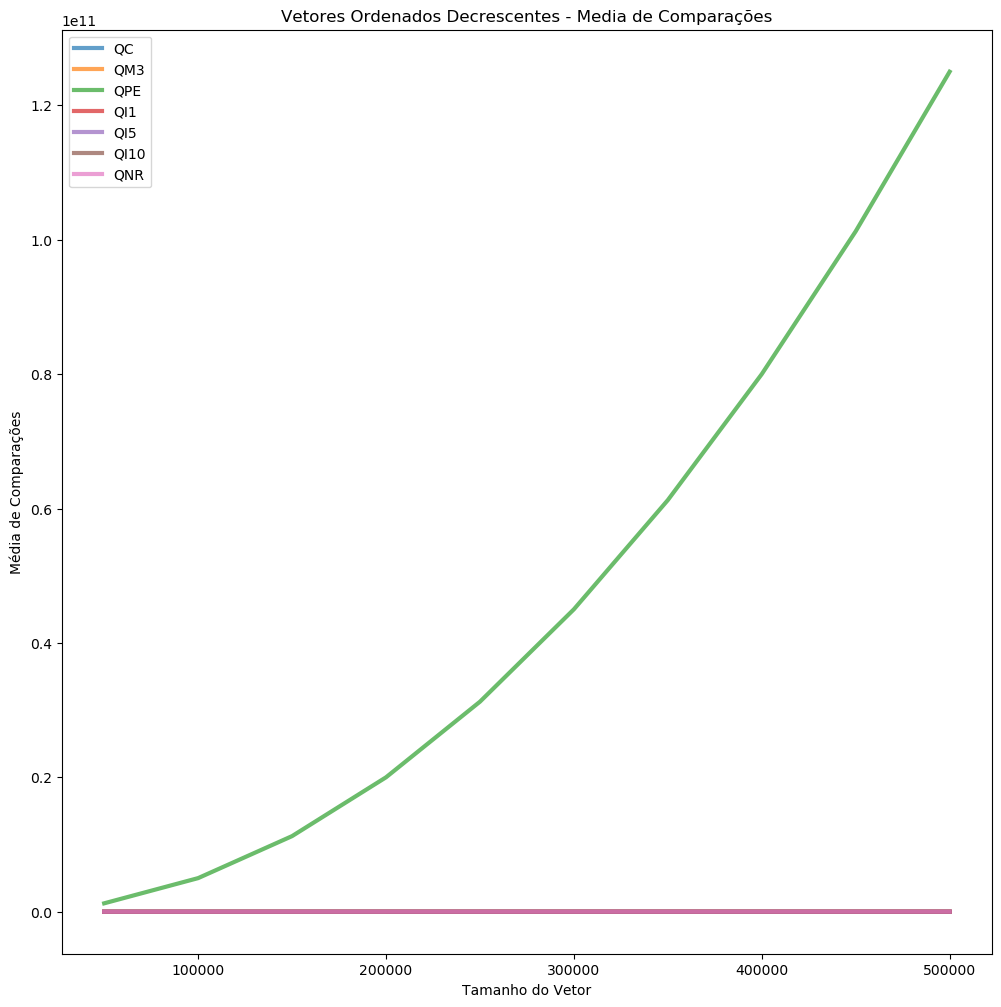 Vetores Ordenados Decrescentes - Media de Comparações
1e11
QC
QM3
QPE
QI1
QI5
QI10
QNR
1.2
1.0
0.8
0.6
0.4
0.2
0.0
Média de Comparações
100000 200000 300000 400000 500000
Tamanho do Vetor